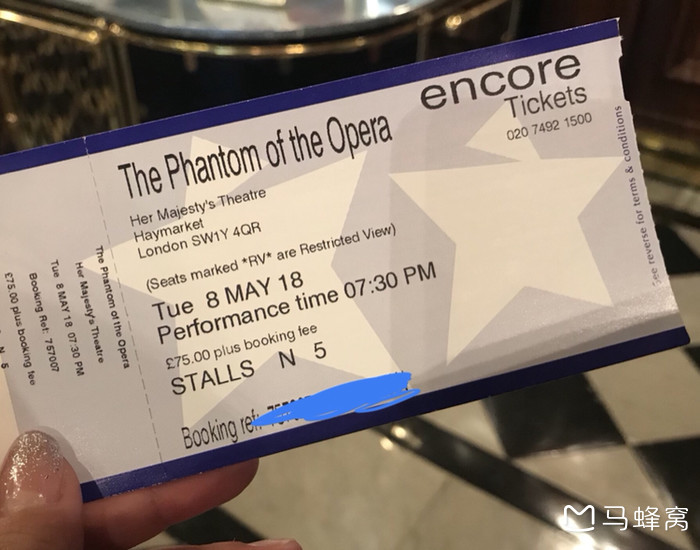 encore
Tickets
020 7492 1500
The Phantom of the Opera
Her Majesty's Theatre
Haymarket
London SW1Y 4QR
(Seats marked *RV* are Restricted View)
Tue 8 MAY 18
Performance time 07:30 PM
£75.00 plus booking fee
STALLS N 5
Booking ref:
See reverse for terms & conditions
The Phantom of the Opera
Her Majesty's Theatre
Tue 8 MAY 18 07:30 PM
Booking Ref: 757007
£75.00 plus booking fee
N 5
马蜂窝